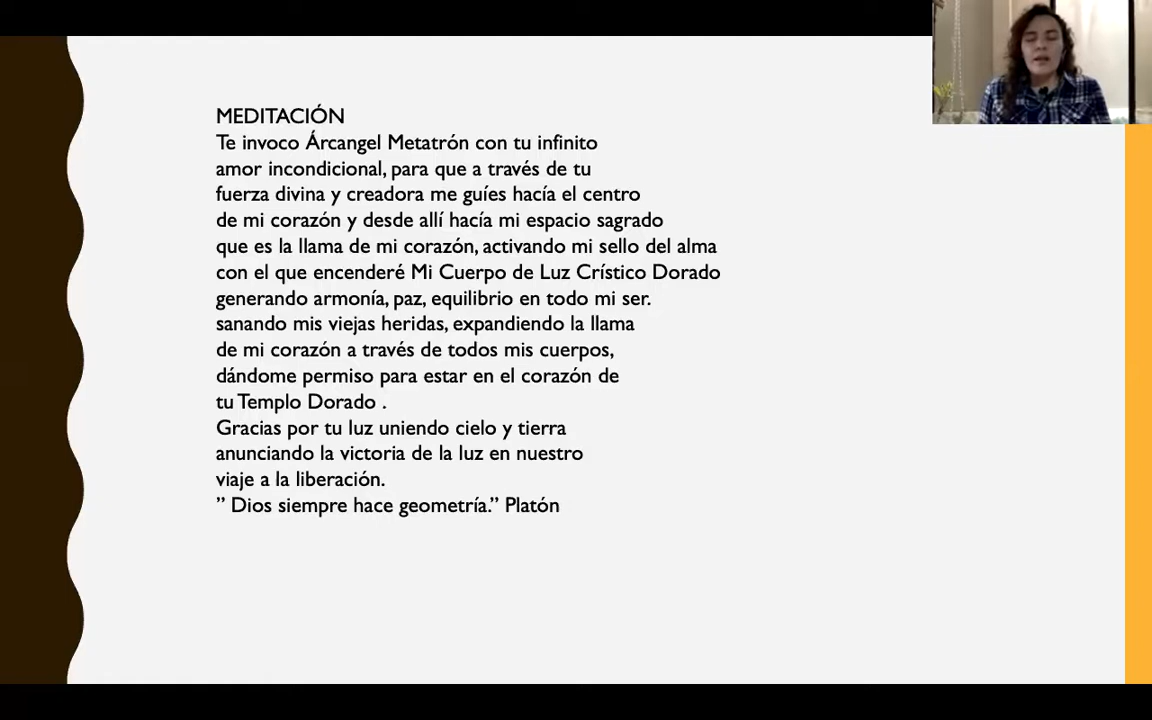 MEDITACIÓN
Te invoco Árcangel Metatrón con tu infinito
amor incondicional, para que a través de tu
fuerza divina y creadora me guíes hacía el centro
de mi corazón y desde allí hacía mi espacio sagrado
que es la llama de mi corazón, activando mi sello del alma
con el que encenderé Mi Cuerpo de Luz Crístico Dorado
generando armonía, paz, equilibrio en todo mi ser.
sanando mis viejas heridas, expandiendo la llama
de mi corazón a través de todos mis cuerpos,
dándome permiso para estar en el corazón de
tu Templo Dorado .
Gracias por tu luz uniendo cielo y tierra
anunciando la victoria de la luz en nuestro
viaje a la liberación.
” Dios siempre hace geometría.” Platón